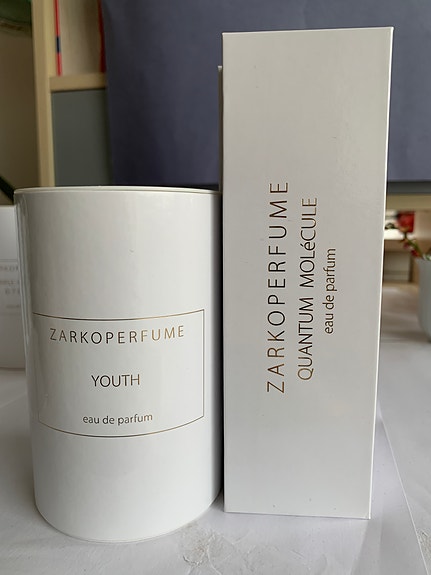 ZARKOPERFUME
YOUTH
eau de parfum
ZARKOPERFUME
QUANTUM MOLéCULE
eau de parfum